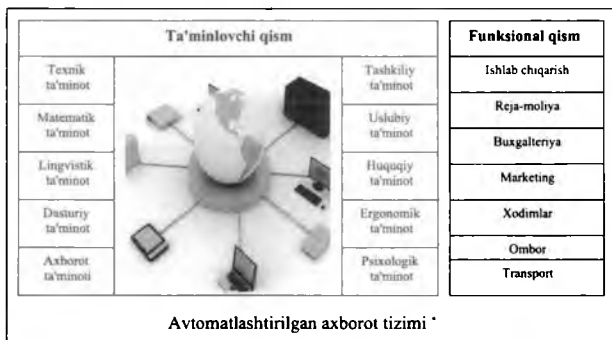 Ta'minlovchi qism
Texnik
ta'minot
Matematik
ta'minot
Lingvistik
ta'minot
Dasturiy
ta'minot
Axborot
ta'minoti
Tashkiliy
ta'minot
Uslubiy
ta'minot
Huquqiy
ta'minot
Ergonomik
ta'minot
Psixologik
ta'minot
Funksional qism
Ishlab chiqarish
Reja-moliya
Buxgalteriya
Marketing
Xodimlar
Ombor
Transport
Avtomatlashtirilgan axborot tizimi